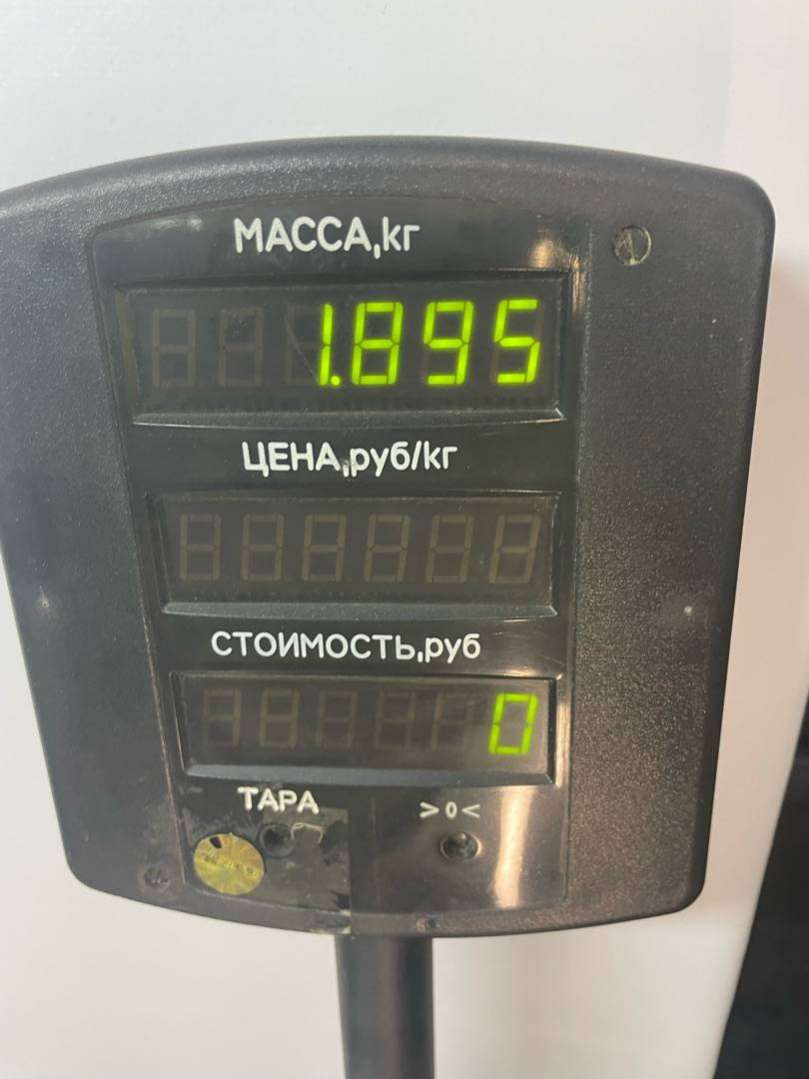 МАССА,кг
1.895
ЦЕНА,руб/кг
СТОИМОСТЬ,руб
0
ТАРА >0<